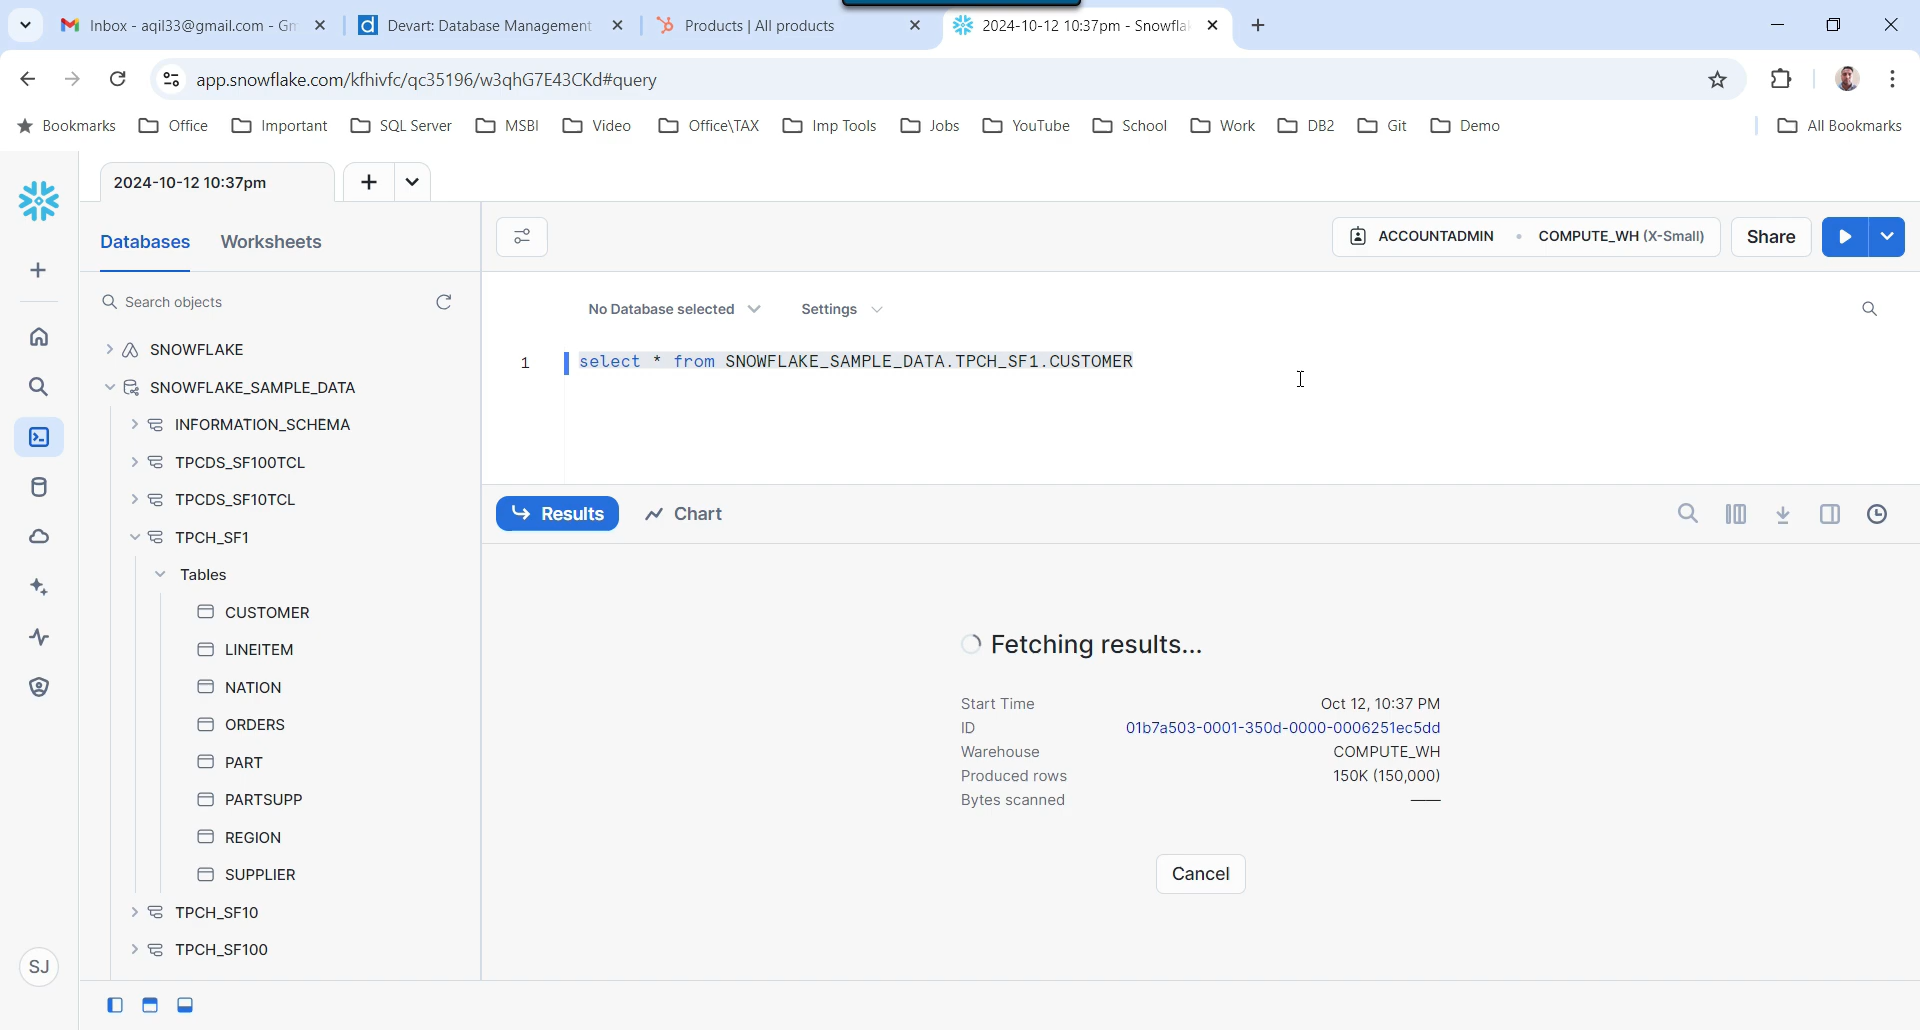 Inbox - aqil33@gmail.com - Gm
Devart: Database Management
Products | All products
2024-10-12 10:37pm - Snowfla
app.snowflake.com/kfhivfc/qc35196/w3qhG7E43CKd#query
Bookmarks
Office
Important
SQL Server
MSBI
Video
Office\TAX
Imp Tools
Jobs
YouTube
School
Work
DB2
Git
Demo
All Bookmarks
2024-10-12 10:37pm
Databases
Worksheets
ACCOUNTADMIN
COMPUTE_WH (X-Small)
Share
Search objects
No Database selected
Settings
SNOWFLAKE
SNOWFLAKE_SAMPLE_DATA
INFORMATION_SCHEMA
TPCDS_SF100TCL
TPCDS_SF10TCL
TPCH_SF1
Tables
CUSTOMER
LINEITEM
NATION
ORDERS
PART
PARTSUPP
REGION
SUPPLIER
TPCH_SF10
TPCH_SF100
SJ
1 select * from SNOWFLAKE_SAMPLE_DATA.TPCH_SF1.CUSTOMER
Results
Chart
Fetching results...
Start Time Oct 12, 10:37 PM
ID 01b7a503-0001-350d-0000-0006251ec5dd
Warehouse COMPUTE_WH
Produced rows 150K (150,000)
Bytes scanned
Cancel